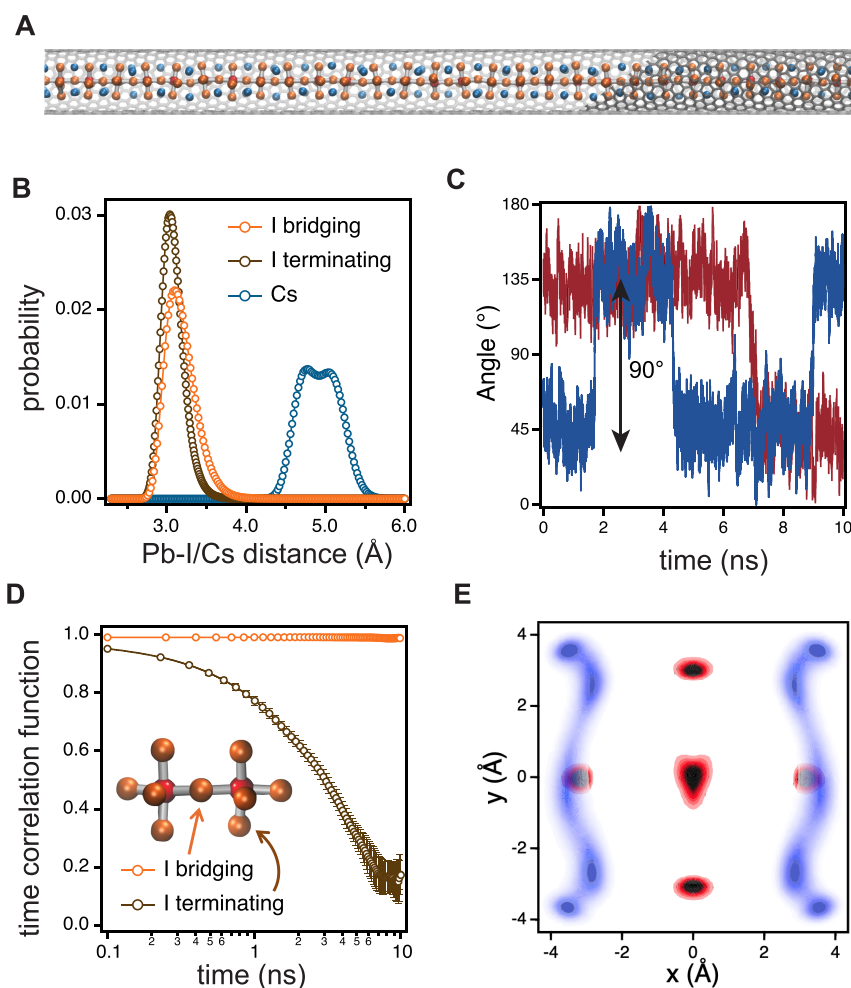 A
B
C
0.03
0.02
0.01
0.00
probability
3.0
4.0
5.0
6.0
Pb-I/Cs distance (Å)
I bridging
I terminating
Cs
180
135
90
45
0
Angle (°)
90°
0
2
4
6
8
10
time (ns)
D
E
1.0
0.8
0.6
0.4
0.2
0.0
time correlation function
I bridging
I terminating
0.1
2
3
4
5
6
1
2
3
4
5
6
10
time (ns)
4
2
0
-2
-4
y (Å)
-4
-2
0
2
4
x (Å)